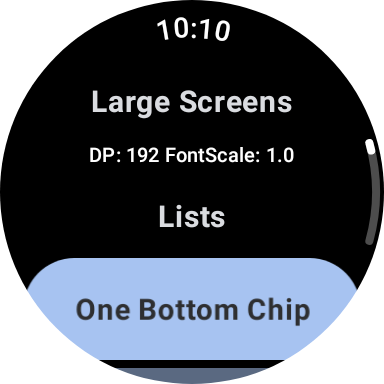 10:10
Large Screens
DP: 192 FontScale: 1.0
Lists
One Bottom Chip